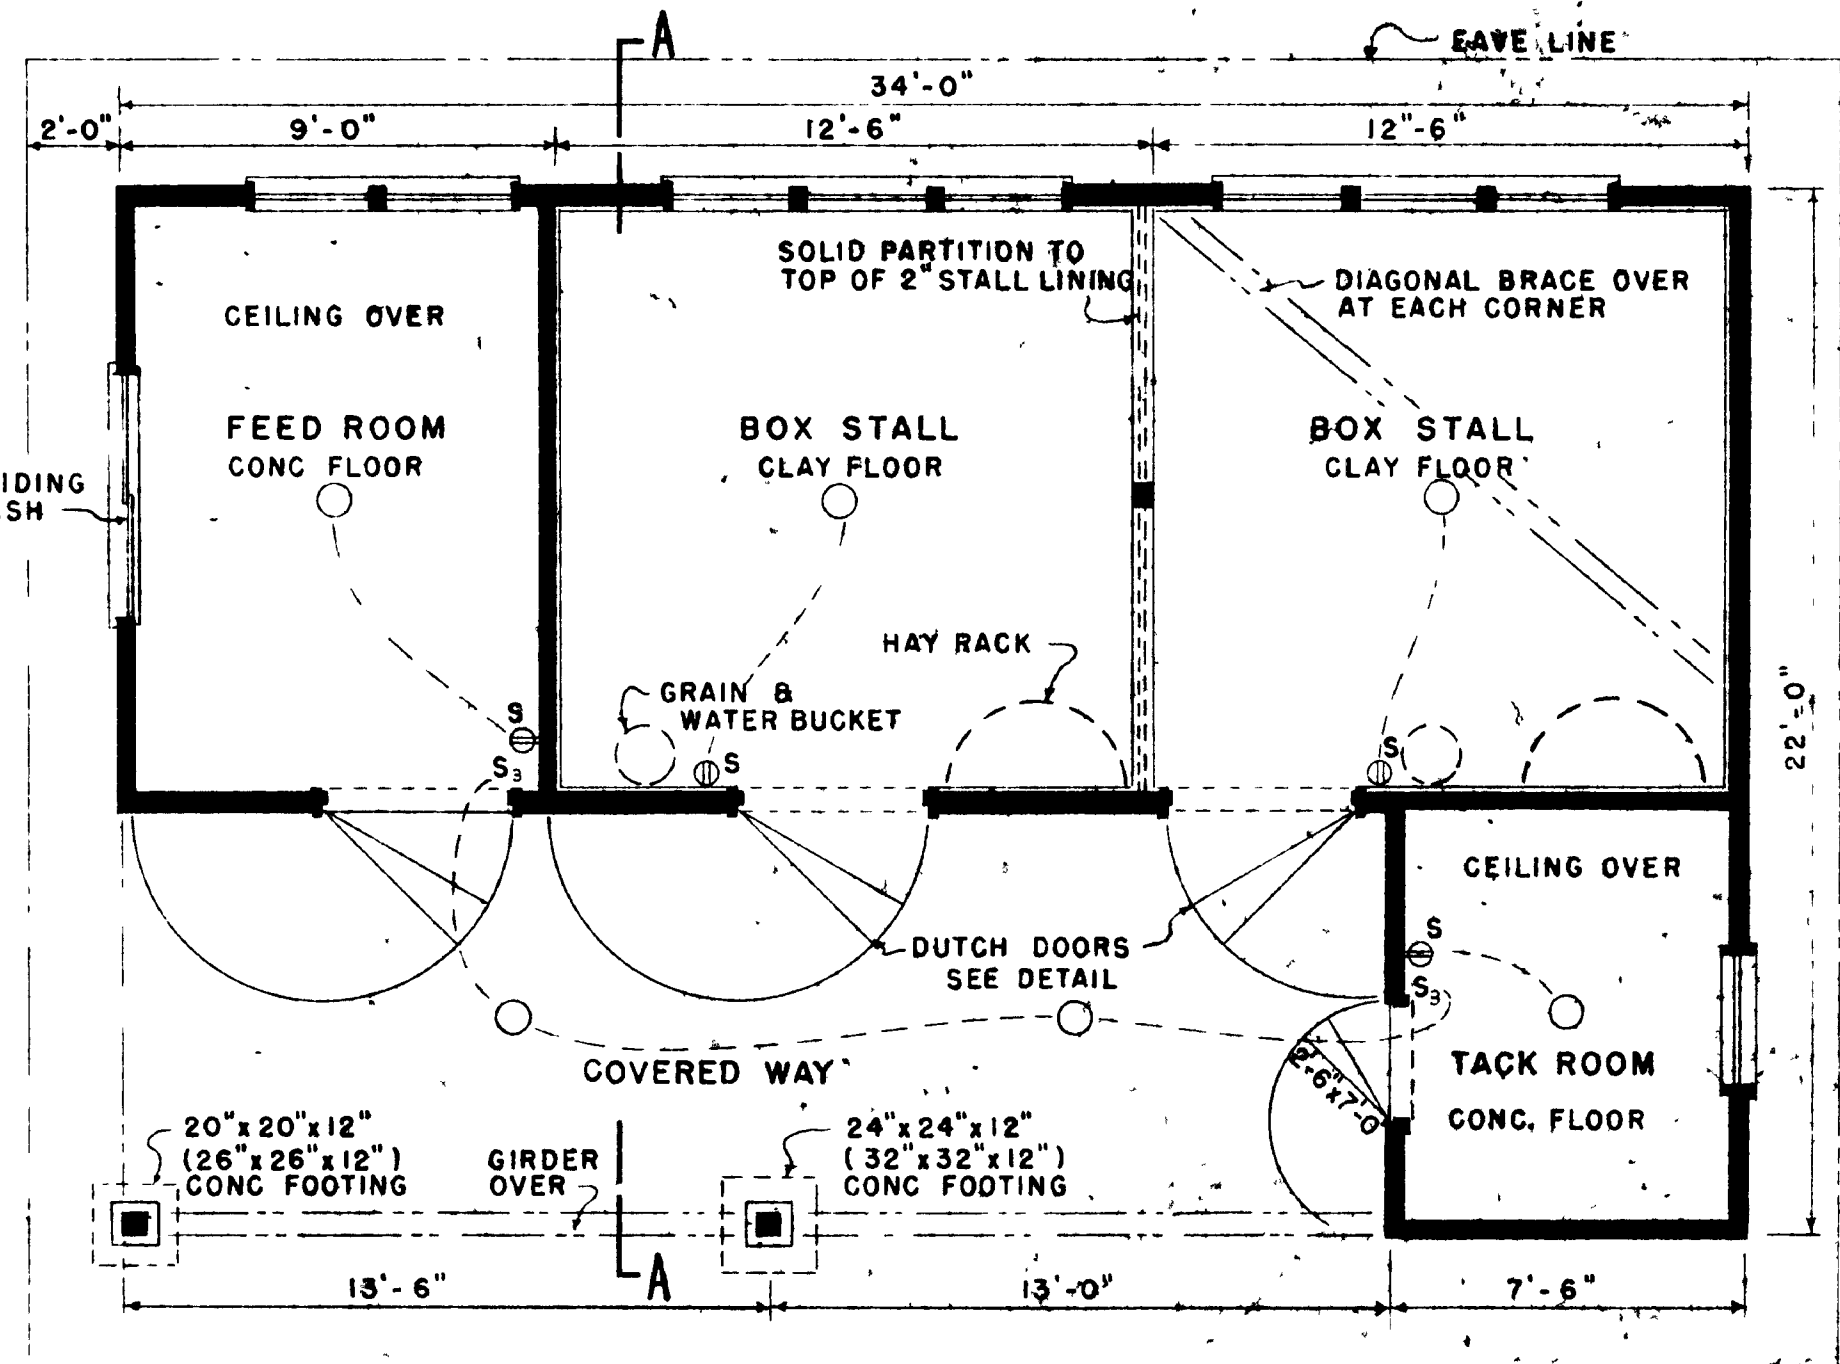 A
EAVE LINE
34'-0"
2'-0"
9'-0"
12'-6"
12"-6"
SOLID PARTITION TO
TOP OF 2" STALL LINING
DIAGONAL BRACE OVER
AT EACH CORNER
CEILING OVER
FEED ROOM
CONC FLOOR
BOX STALL
CLAY FLOOR
BOX STALL
CLAY FLOOR
IDING
SH
HAY RACK
GRAIN &
WATER BUCKET
S
S3
S
S
22'-0"
CEILING OVER
S
S3
DUTCH DOORS
SEE DETAIL
COVERED WAY
2'-6"x7'-0
TACK ROOM
CONC. FLOOR
20"x20"x12"
(26"x26"x12")
CONC FOOTING
GIRDER
OVER
24"x24"x12"
(32"x32"x12")
CONC FOOTING
A
13'-6"
13'-0"
7'-6"